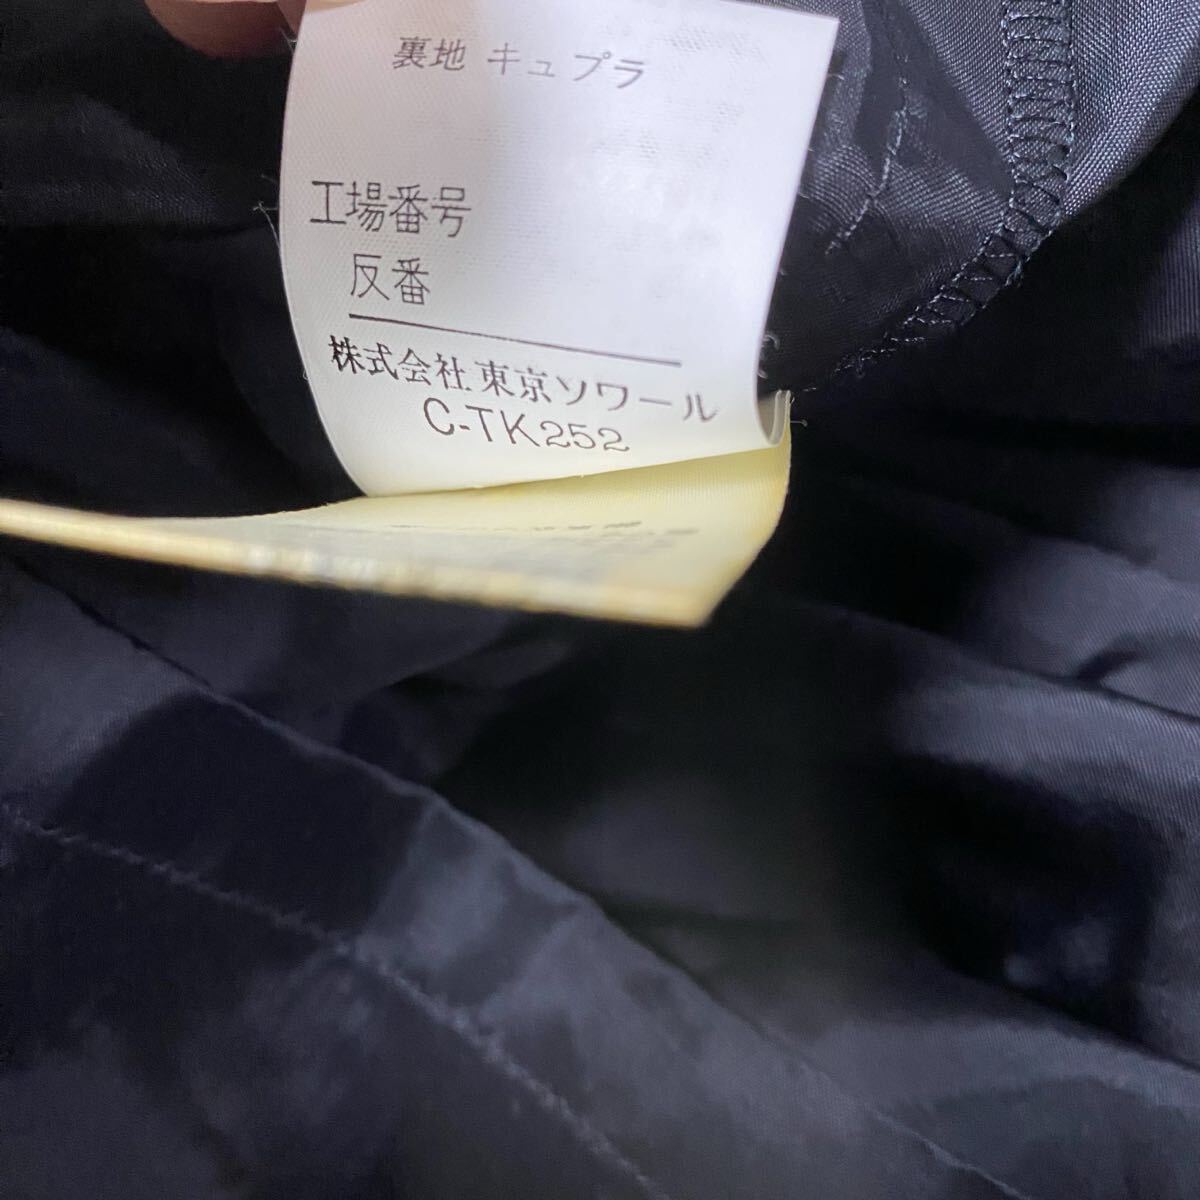 裏地 キュプラ
工場番号
反番
株式会社東京ソワール
C-TK252